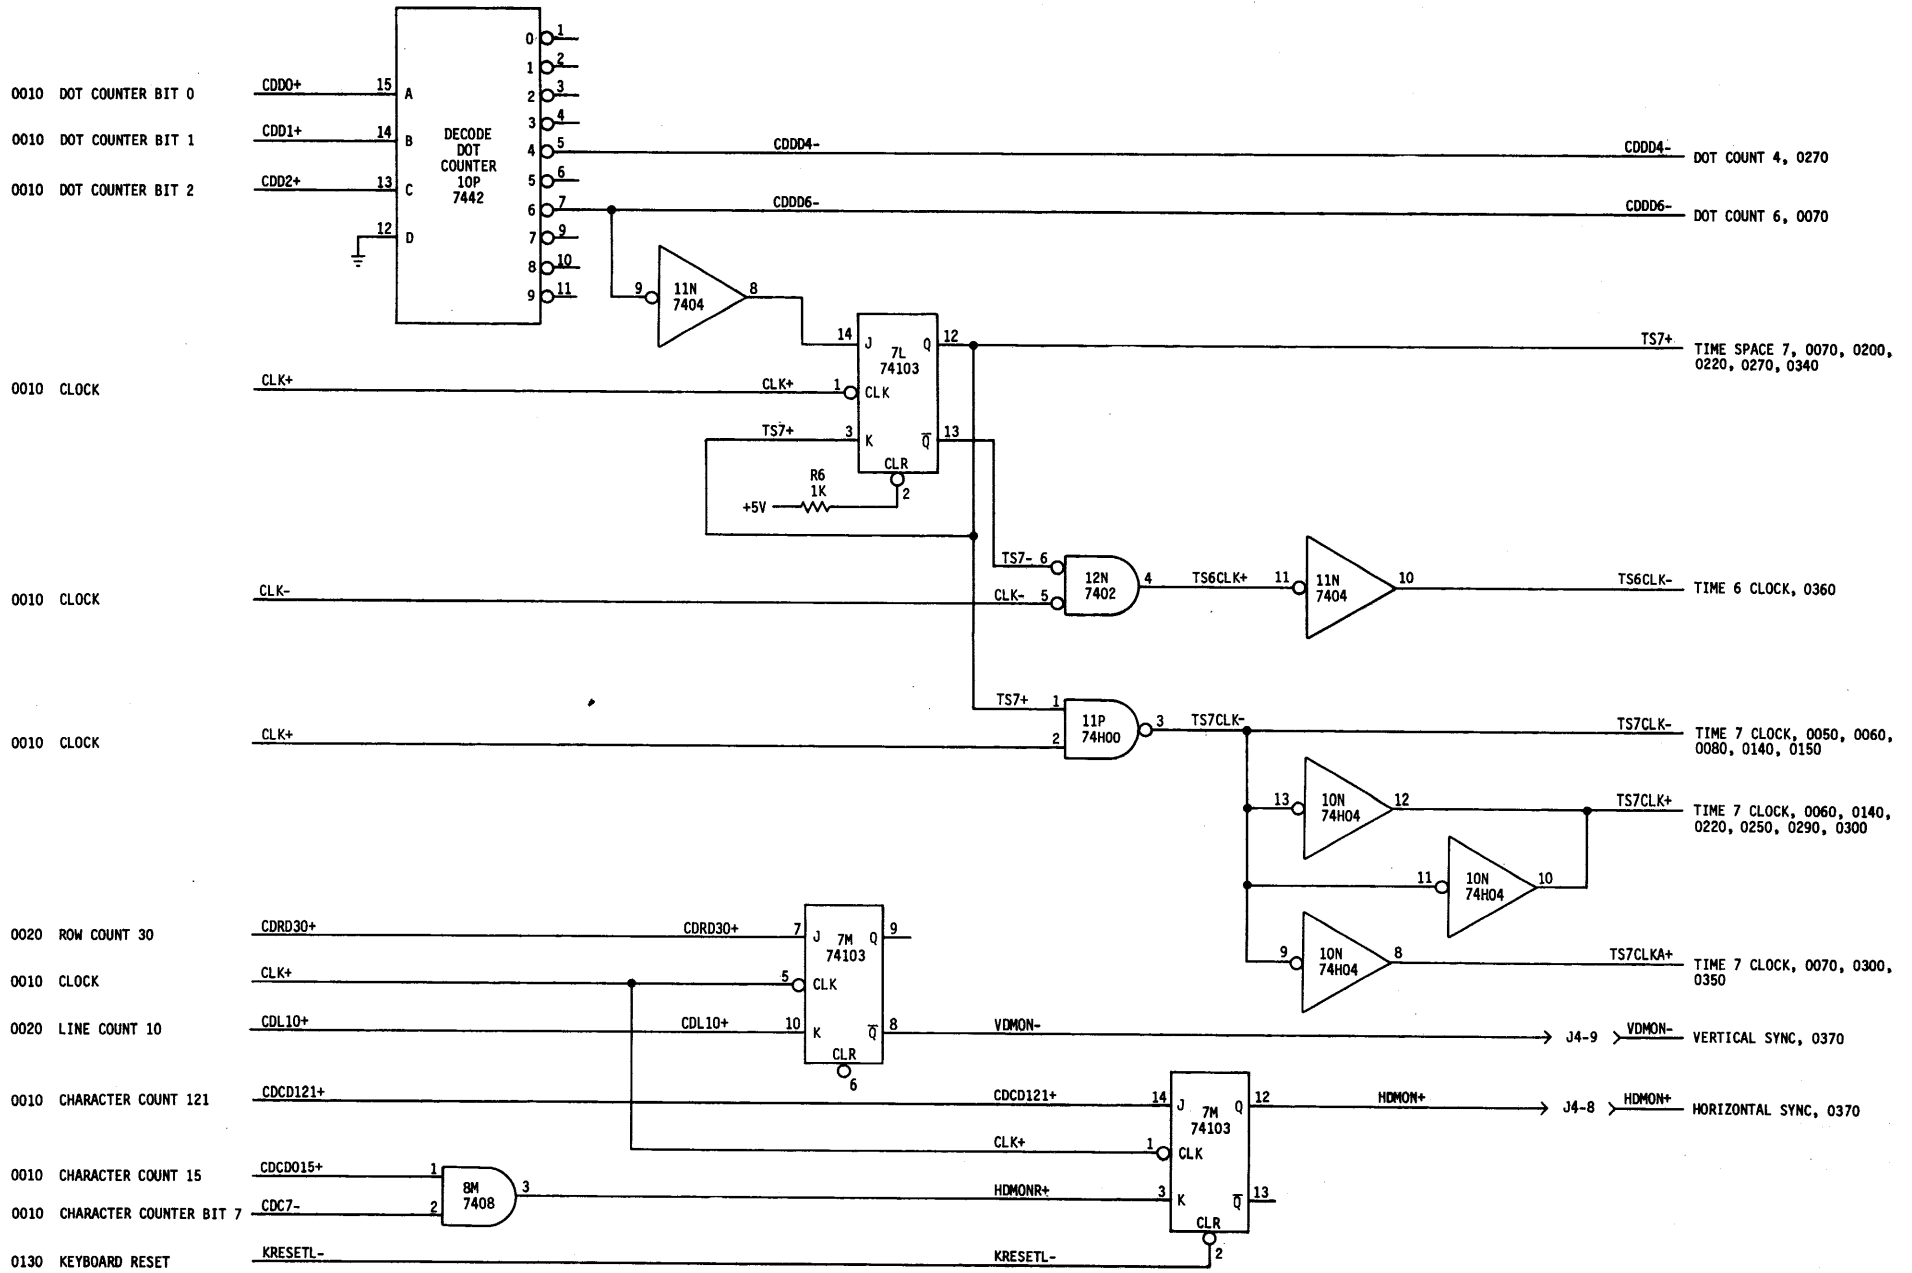 0010 DOT COUNTER BIT 0
CDD0+
15
A
0010 DOT COUNTER BIT 1
CDD1+
14
B
0010 DOT COUNTER BIT 2
CDD2+
13
C
12
D
DECODE
DOT
COUNTER
10P
7442
0 1
1 2
2 3
3 4
4 5
5 6
6 7
7 9
8 10
9 11
CDDD4-
CDDD4-
DOT COUNT 4, 0270
CDDD6-
CDDD6-
DOT COUNT 6, 0070
9
11N
7404
8
14
J
Q
12
7L
74103
TS7+
TIME SPACE 7, 0070, 0200,
0220, 0270, 0340
0010 CLOCK
CLK+
CLK+
1
CLK
TS7+
3
K
Q
13
CLR
2
R6
1K
+5V
TS7- 6
12N
7402
4
TS6CLK+
11
11N
7404
10
TS6CLK-
TIME 6 CLOCK, 0360
0010 CLOCK
CLK-
CLK- 5
TS7+
1
11P
74H00
3
TS7CLK-
TS7CLK-
TIME 7 CLOCK, 0050, 0060,
0080, 0140, 0150
0010 CLOCK
CLK+
2
13
10N
74H04
12
TS7CLK+
TIME 7 CLOCK, 0060, 0140,
0220, 0250, 0290, 0300
11
10N
74H04
10
9
10N
74H04
8
TS7CLKA+
TIME 7 CLOCK, 0070, 0300,
0350
0020 ROW COUNT 30
CDRD30+
CDRD30+
7
J
7M
74103
Q
9
0010 CLOCK
CLK+
5
CLK
0020 LINE COUNT 10
CDL10+
CDL10+
10
K
Q
8
CLR
6
VDMON-
J4-9
VDMON-
VERTICAL SYNC, 0370
0010 CHARACTER COUNT 121
CDCD121+
CDCD121+
14
J
7M
74103
Q
12
HDMON+
J4-8
HDMON+
HORIZONTAL SYNC, 0370
CLK+
1
CLK
0010 CHARACTER COUNT 15
CDCD015+
1
8M
7408
3
HDMONR+
3
K
Q
13
0010 CHARACTER COUNTER BIT 7
CDC7-
2
CLR
2
0130 KEYBOARD RESET
KRESETL-
KRESETL-